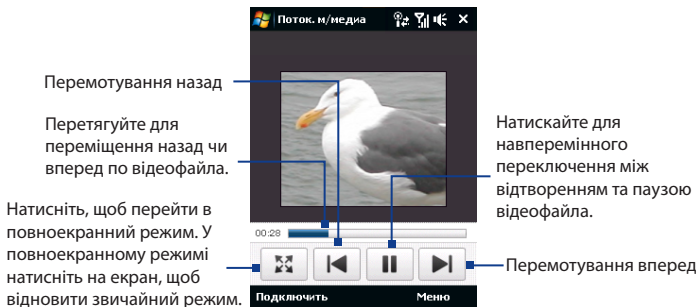 Поток. м/медиа
Перемотування назад
Перетягуйте для
переміщення назад чи
вперед по відеофайла.
Натисніть, щоб перейти в
повноекранний режим. У
повноекранному режимі
натисніть на екран, щоб
відновити звичайний режим.
Натискайте для
навперемінного
переключення між
відтворенням та паузою
відеофайла.
00:28
Перемотування вперед
Подключить
Меню